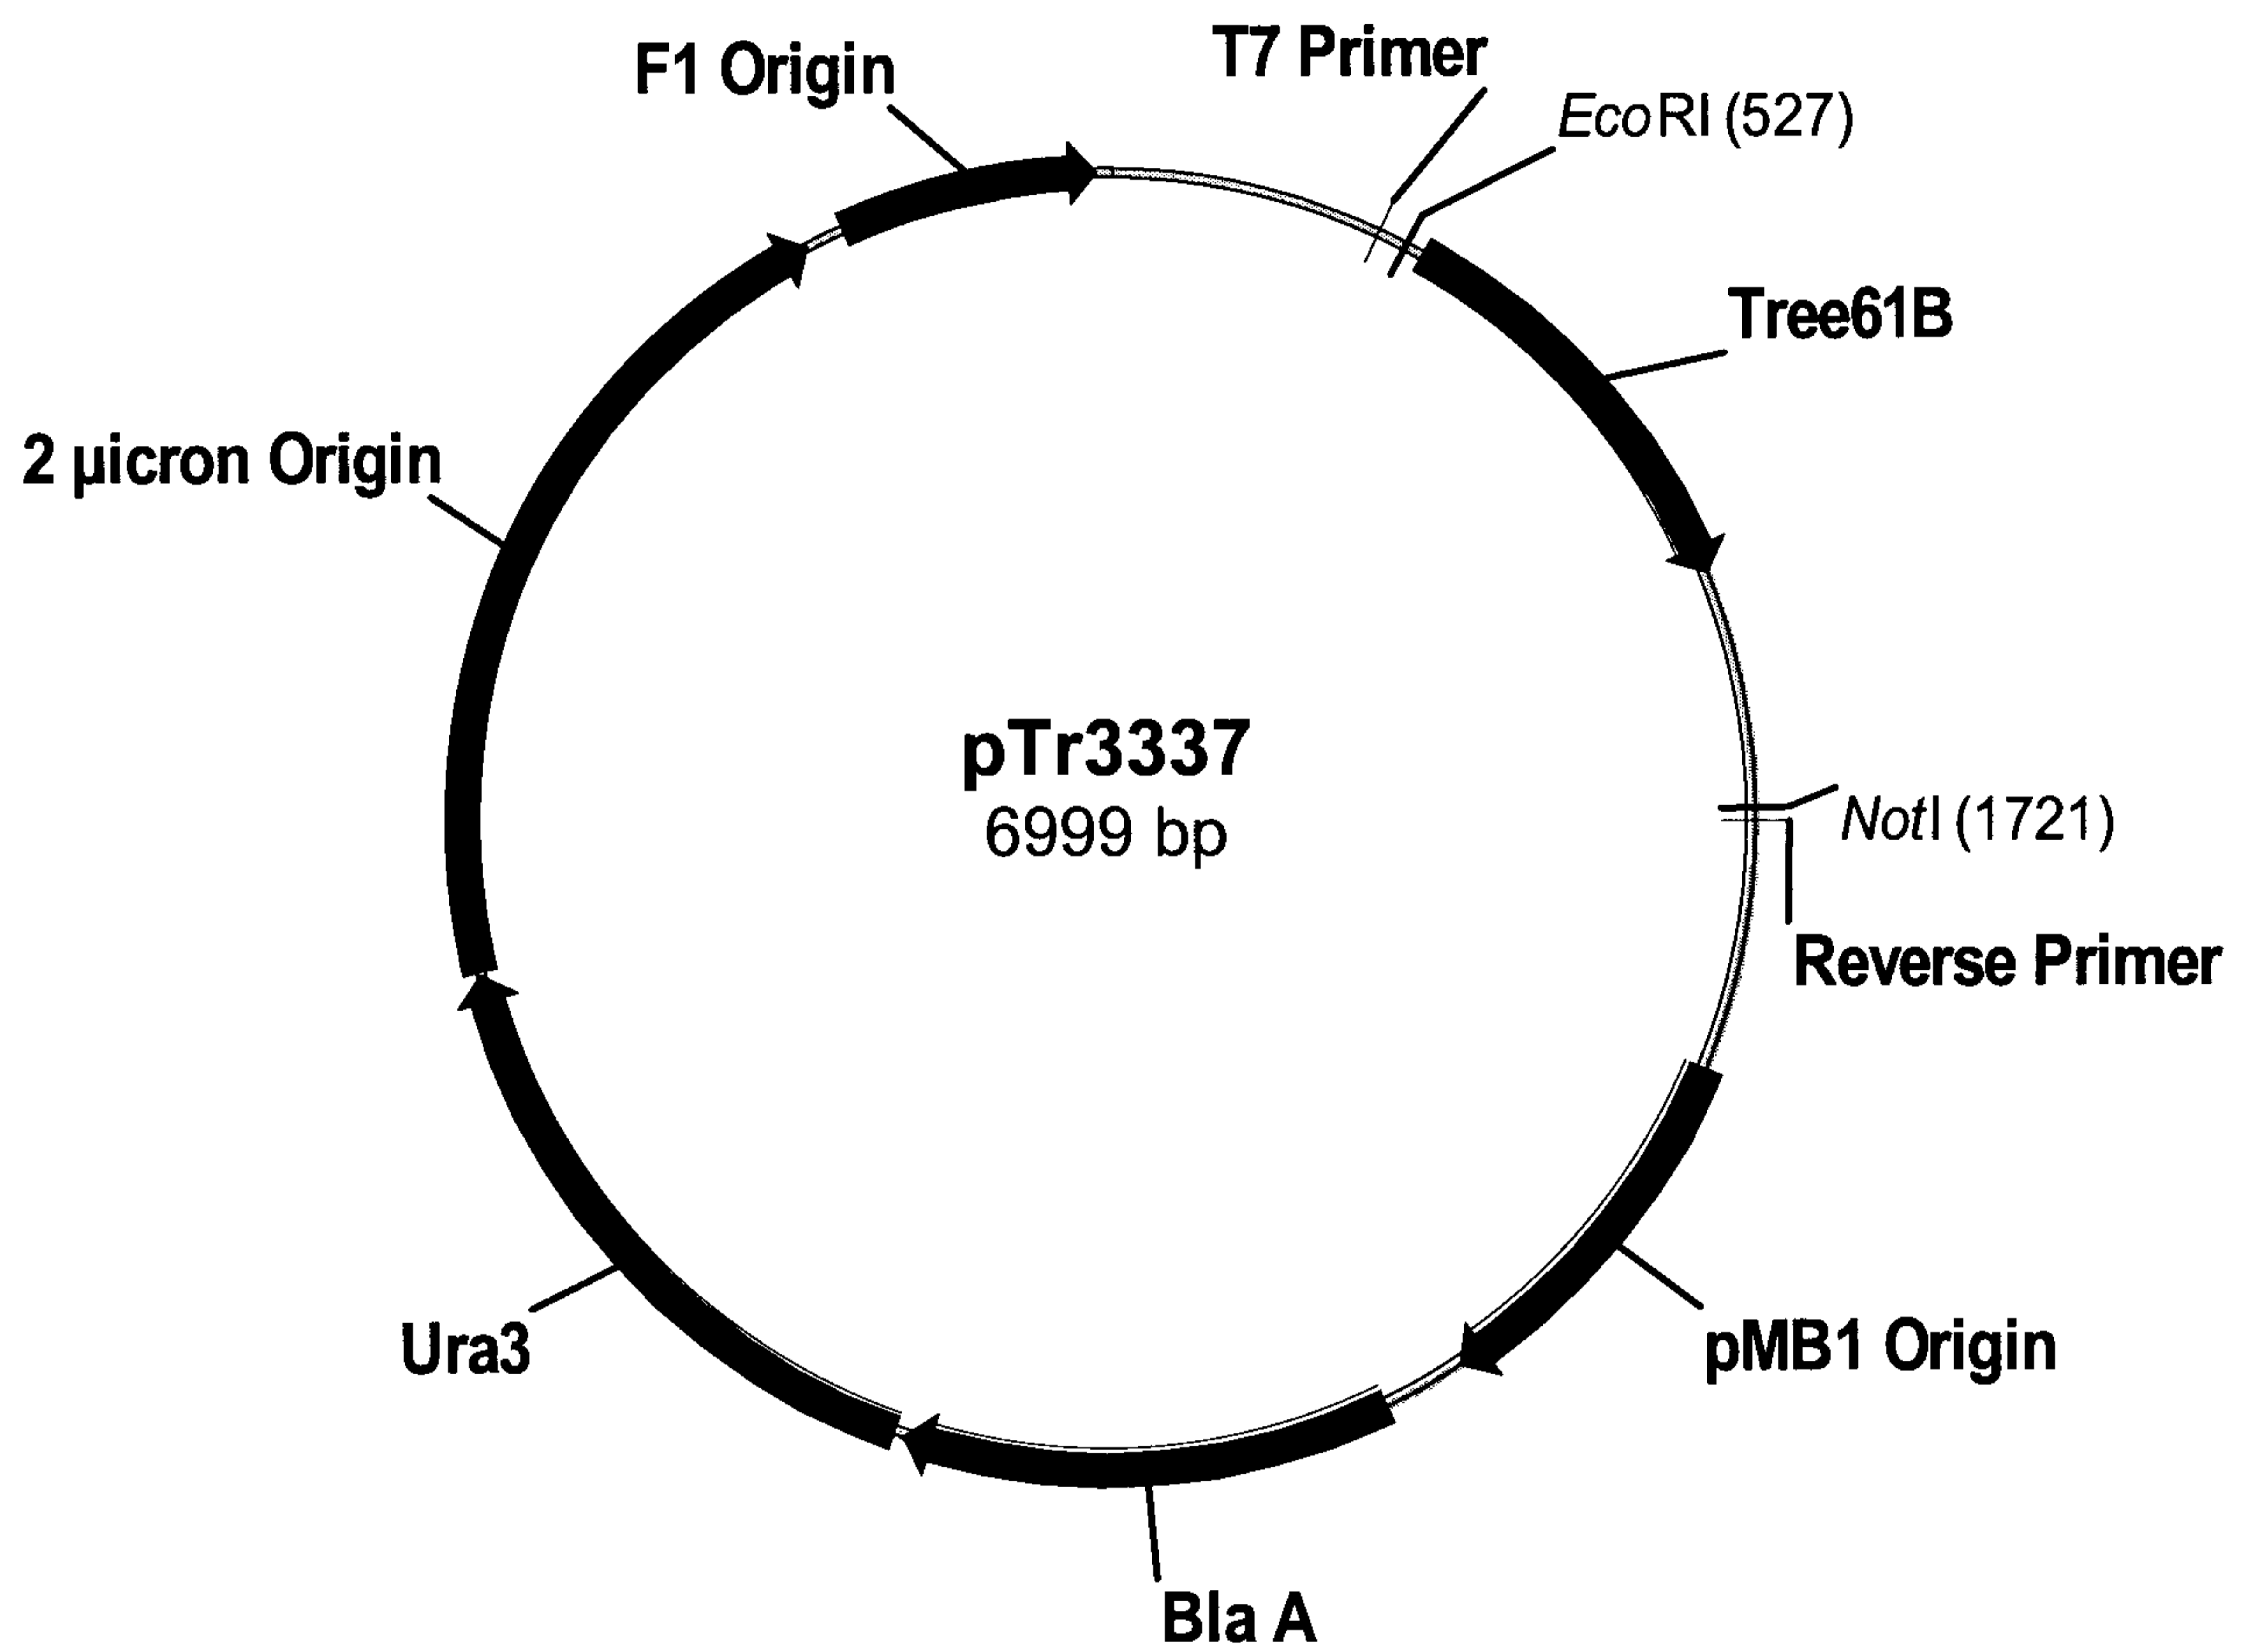 T7 Primer
F1 Origin
EcoRI (527)
Tree61B
2 µicron Origin
pTr3337
6999 bp
NotI (1721)
Reverse Primer
Ura3
pMB1 Origin
Bla A